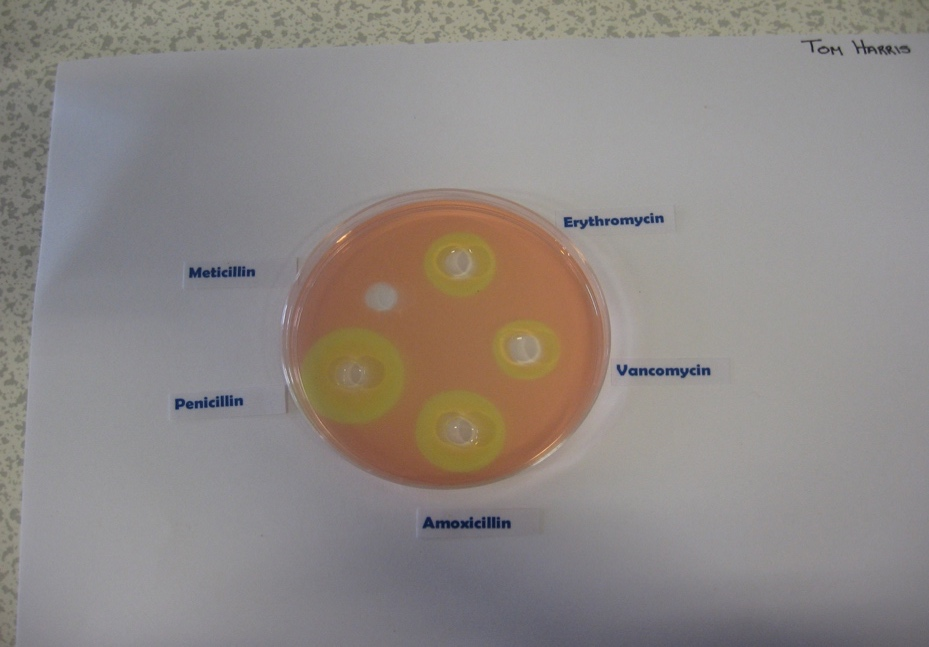 Tom Harris
Erythromycin
Meticillin
Vancomycin
Penicillin
Amoxicillin